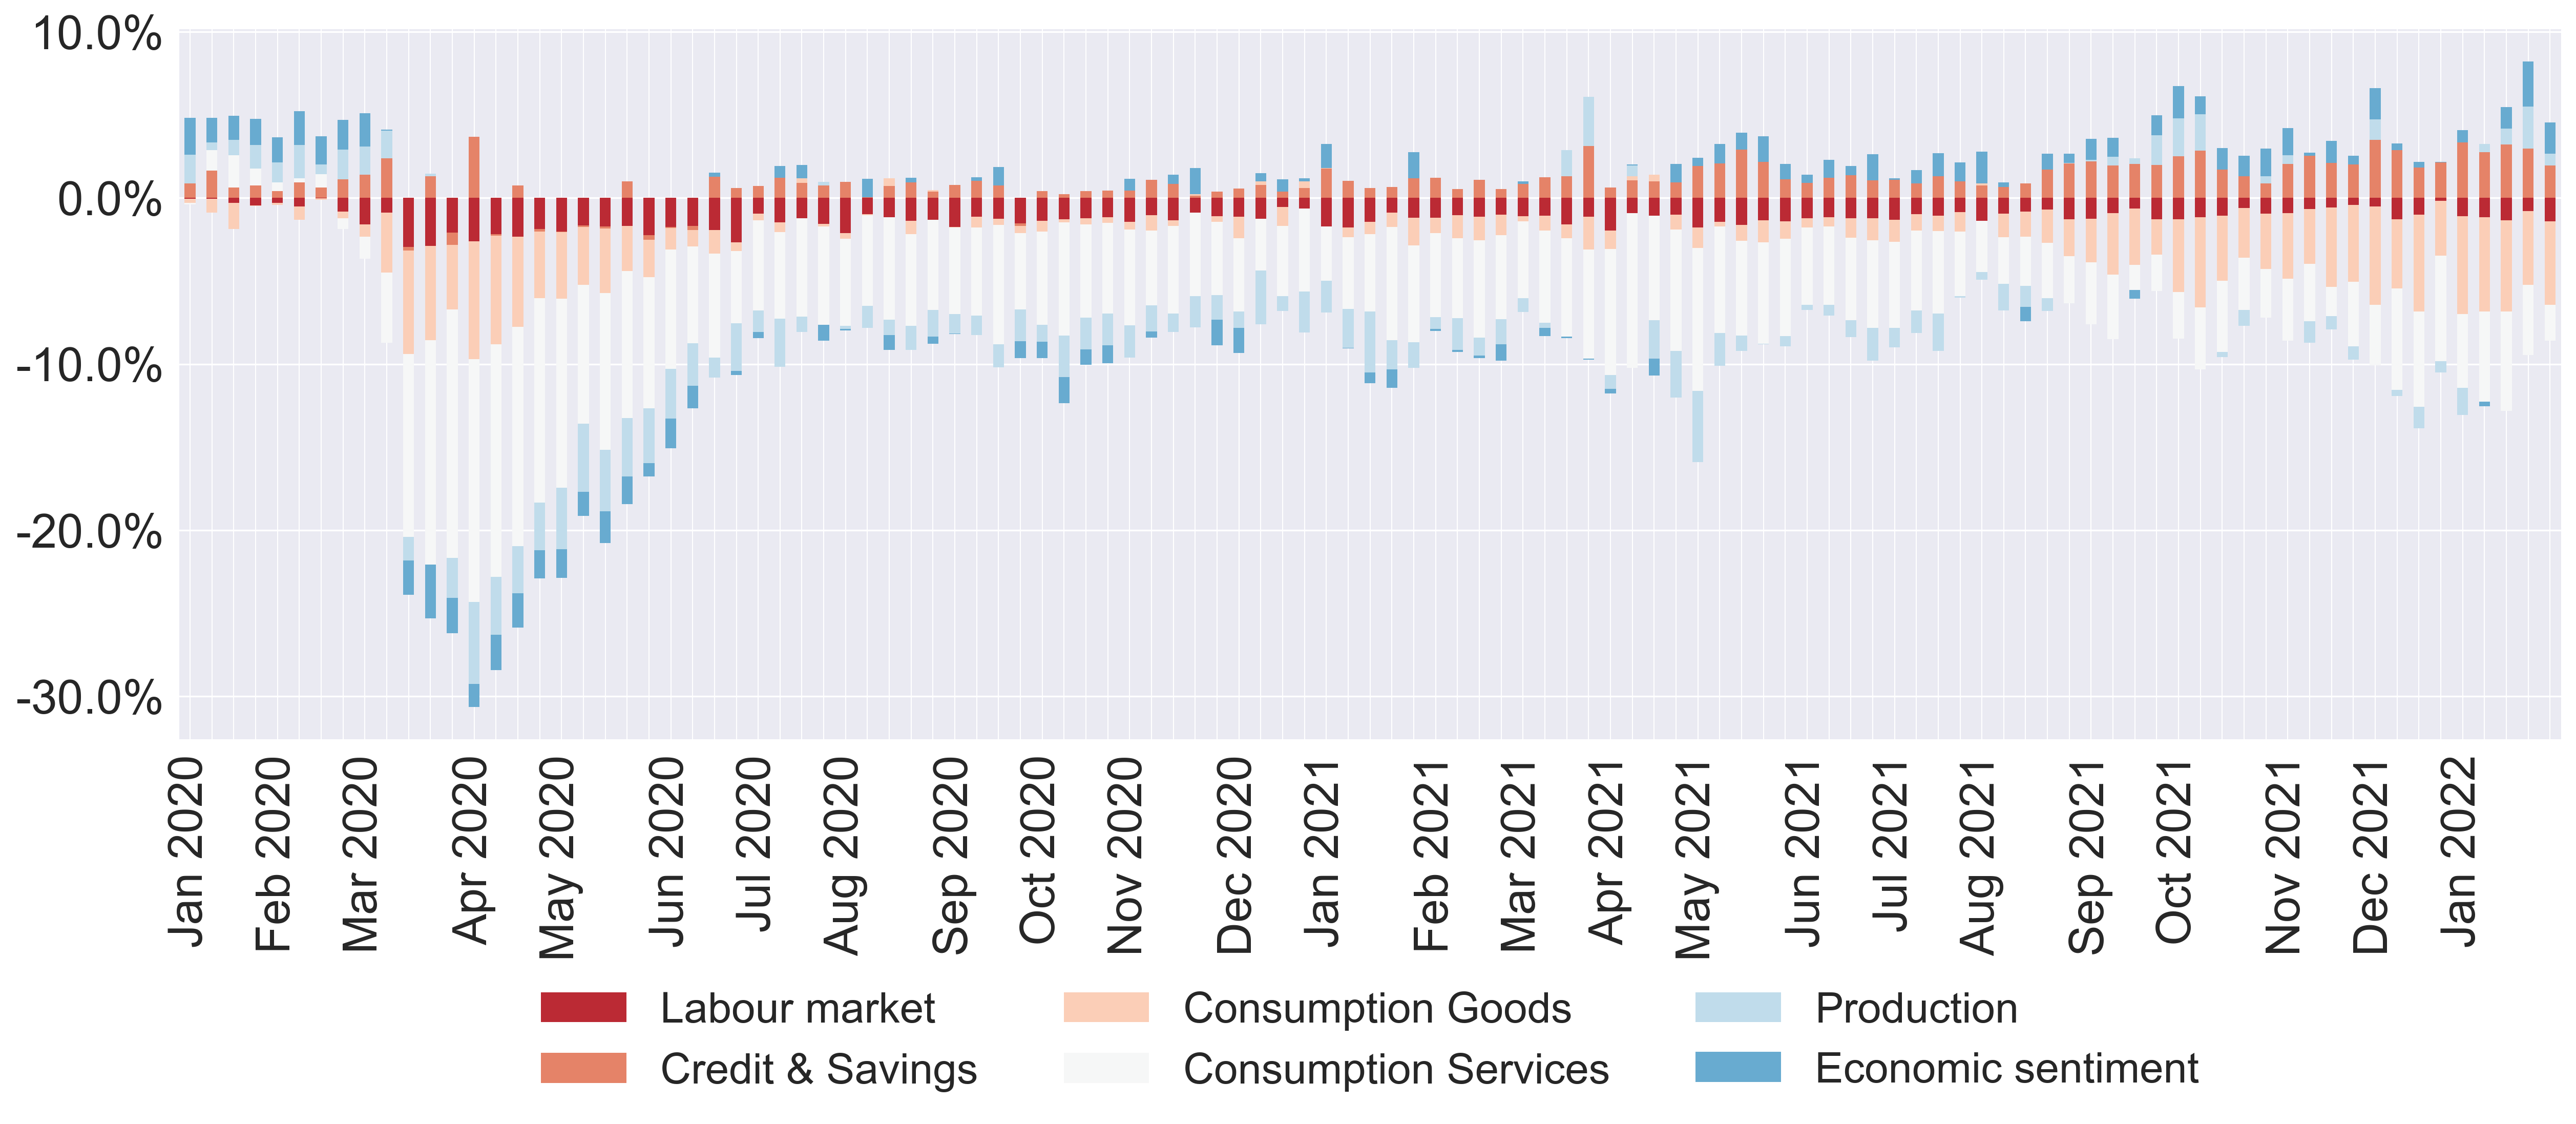 10.0%
0.0%
-10.0%
-20.0%
-30.0%
Jan 2020
Feb 2020
Mar 2020
Apr 2020
May 2020
Jun 2020
Jul 2020
Aug 2020
Sep 2020
Oct 2020
Nov 2020
Dec 2020
Jan 2021
Feb 2021
Mar 2021
Apr 2021
May 2021
Jun 2021
Jul 2021
Aug 2021
Sep 2021
Oct 2021
Nov 2021
Dec 2021
Jan 2022
Labour market
Consumption Goods
Production
Credit & Savings
Consumption Services
Economic sentiment